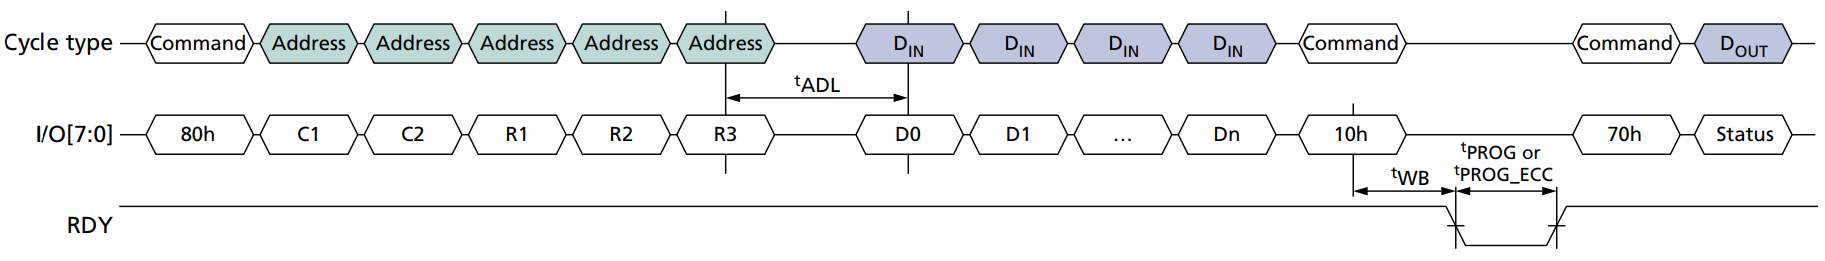 Cycle type Command Address Address Address Address Address DIN DIN DIN DIN Command Command DOUT
tADL
I/O[7:0] 80h C1 C2 R1 R2 R3 D0 D1 ... Dn 10h 70h Status
tPROG or
tWB tPROG_ECC
RDY